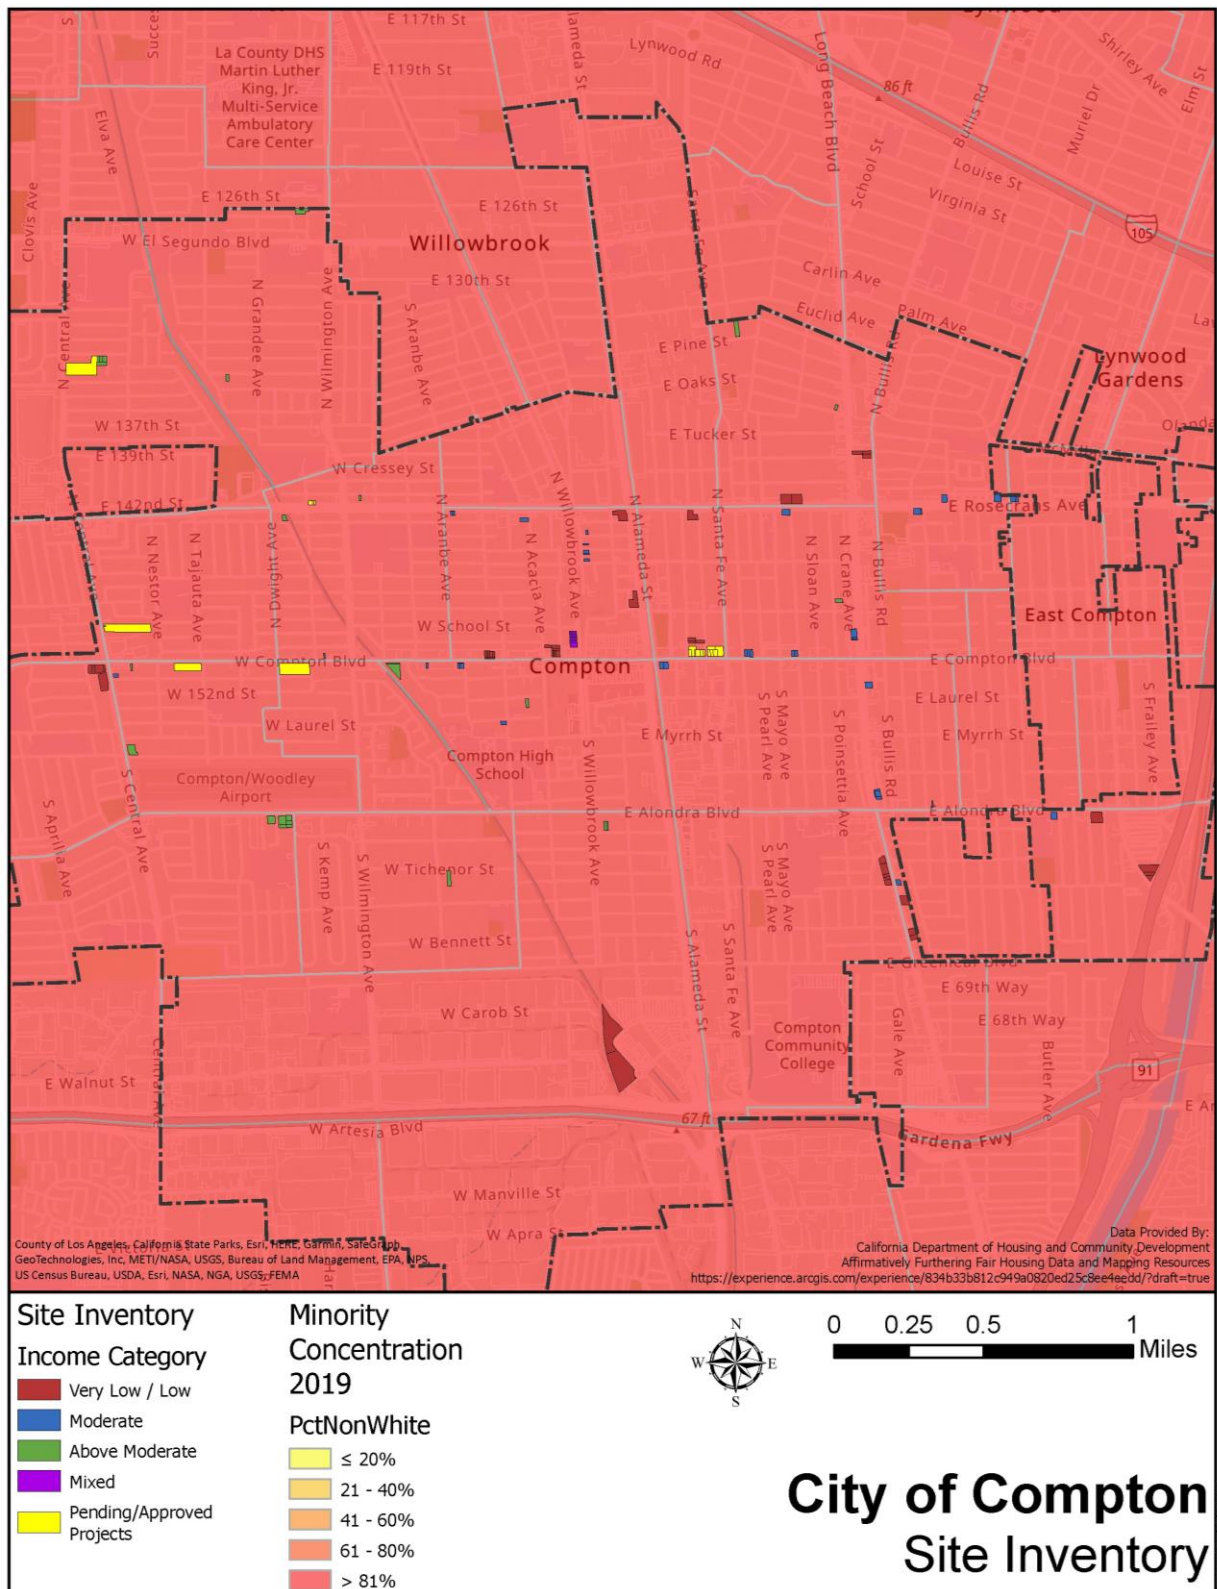 E 117th St
Lynwood Rd
Long Beach Blvd
Shirley Ave
Elm St
La County DHS
Martin Luther
King, Jr.
Multi-Service
Ambulatory
Care Center
E 119th St
86 ft
Bullis Rd
Muriel Dr
Elva Ave
School St
Louise St
Virginia St
105
Clovis Ave
E 126th St
E 126th St
Santa Fe Ave
W El Segundo Blvd
Willowbrook
E 130th St
Carlin Ave
N Central Ave
N Grandee Ave
N Wilmington Ave
S Aranbe Ave
Euclid Ave
Palm Ave
E Pine St
E Oaks St
N Bullis Rd
Lynwood
Gardens
W 137th St
E 139th St
E Tucker St
W Cressey St
E 142nd St
N Willowbrook Ave
N Alameda St
N Santa Fe Ave
E Rosecrans Ave
N Central Ave
N Nestor Ave
N Tajauta Ave
N Dwight Ave
N Aranbe Ave
N Acacia Ave
N Sloan Ave
N Crane Ave
N Bullis Rd
W School St
East Compton
W Compton Blvd
Compton
E Compton Blvd
W 152nd St
W Laurel St
S Pearl Ave
S Mayo Ave
E Laurel St
S Frailey Ave
E Myrrh St
E Myrrh St
Compton High
School
S Willowbrook Ave
S Poinsettia Ave
S Bullis Rd
Compton/Woodley
Airport
S Central Ave
S Aprilia Ave
E Alondra Blvd
E Alondra Blvd
W Tichenor St
S Kemp Ave
S Wilmington Ave
S Pearl Ave
S Mayo Ave
W Bennett St
S Alameda St
S Santa Fe Ave
E Greenleaf Blvd
E 69th Way
W Carob St
E 68th Way
Compton
Community
College
Gale Ave
Butler Ave
Central Ave
E Walnut St
91
W Artesia Blvd
67 ft
Gardena Fwy
W Manville St
W Apra St
E Victoria St
County of Los Angeles, California State Parks, Esri, HERE, Garmin, SafeGraph,
GeoTechnologies, Inc, METI/NASA, USGS, Bureau of Land Management, EPA, NPS,
US Census Bureau, USDA, Esri, NASA, NGA, USGS, FEMA
Data Provided By:
California Department of Housing and Community Development
Affirmatively Furthering Fair Housing Data and Mapping Resources
https://experience.arcgis.com/experience/834b33b812c949a0820ed25c8ee4eedd/?draft=true
Site Inventory
Income Category
Very Low / Low
Moderate
Above Moderate
Mixed
Pending/Approved
Projects
Minority
Concentration
2019
PctNonWhite
≤ 20%
21 - 40%
41 - 60%
61 - 80%
> 81%
N
W E
S
0 0.25 0.5 1
Miles
City of Compton
Site Inventory